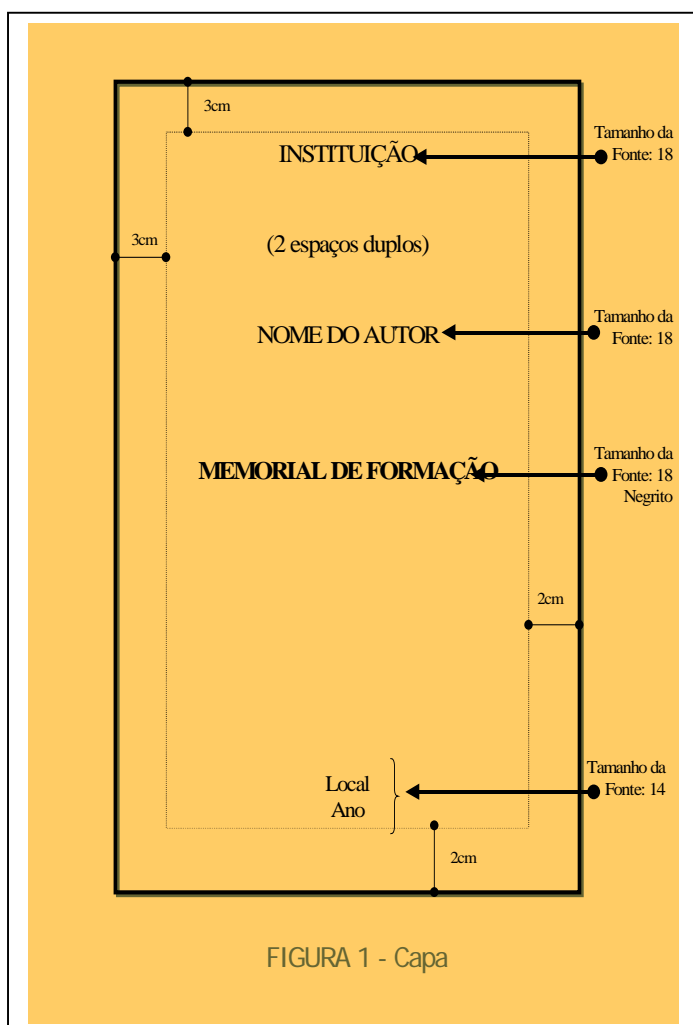 3cm
Tamanho da
INSTITUIÇÃO
Fonte: 18
3cm
(2 espaços duplos)
Tamanho da
NOME DO AUTOR
Fonte: 18
Tamanho da
MEMORIAL DE FORMAÇÃO
Fonte: 18
Negrito
2cm
Tamanho da
Local
Fonte: 14
Ano
2cm
FIGURA 1 - Capa